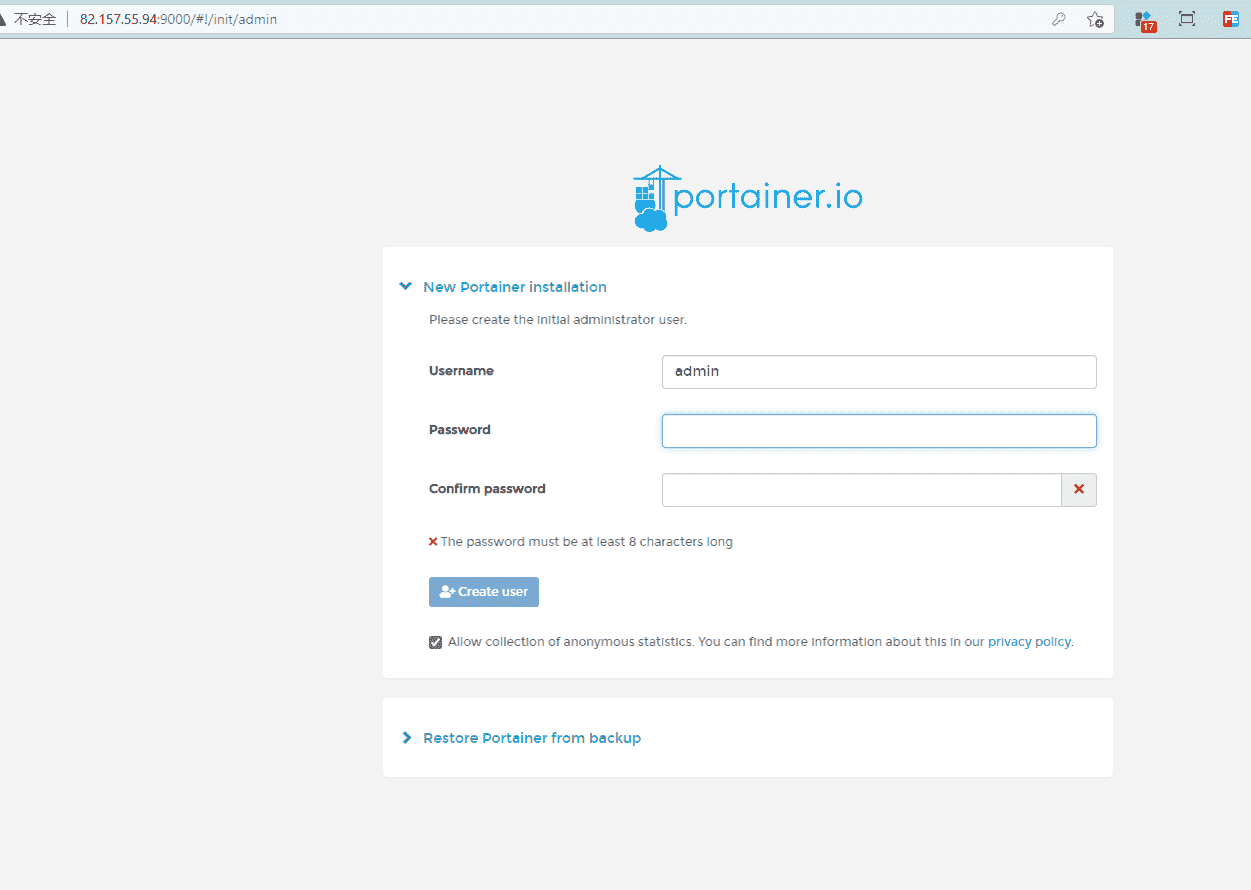 不安全 82.157.55.94:9000/#!/init/admin
17
FE
portainer.io
New Portainer installation
Please create the initial administrator user.
Username admin
Password
Confirm password
The password must be at least 8 characters long
Create user
Allow collection of anonymous statistics. You can find more information about this in our privacy policy.
Restore Portainer from backup